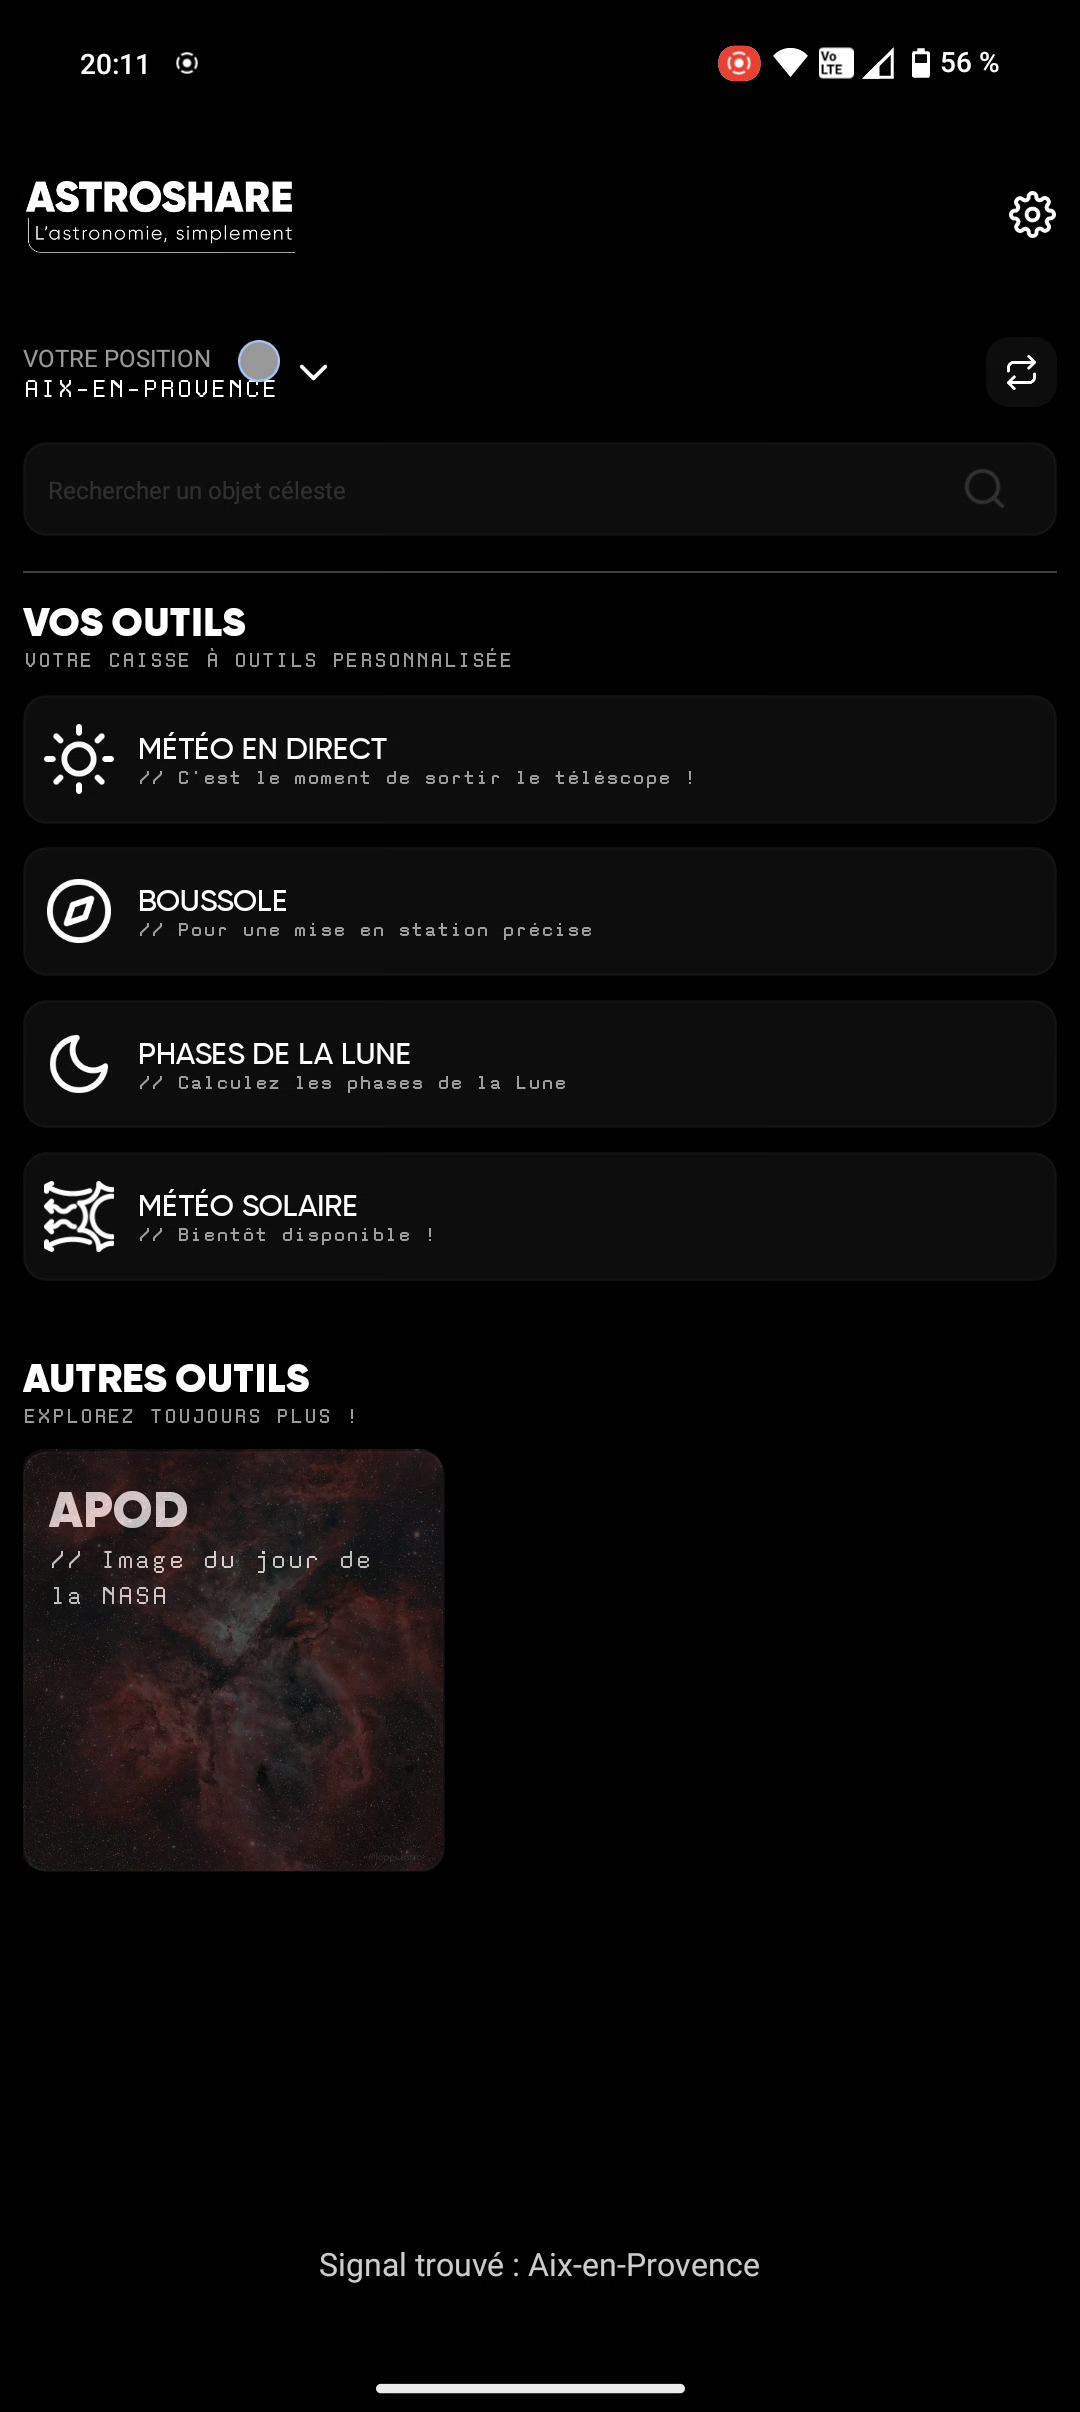 20:11
Vo
LTE
56 %
ASTROSHARE
L'astronomie, simplement
VOTRE POSITION
AIX-EN-PROVENCE
Rechercher un objet céleste
VOS OUTILS
VOTRE CAISSE À OUTILS PERSONNALISÉE
MÉTÉO EN DIRECT
// C'est le moment de sortir le téléscope !
BOUSSOLE
// Pour une mise en station précise
PHASES DE LA LUNE
// Calculez les phases de la Lune
MÉTÉO SOLAIRE
// Bientôt disponible !
AUTRES OUTILS
EXPLOREZ TOUJOURS PLUS !
APOD
// Image du jour de
la NASA
Signal trouvé : Aix-en-Provence